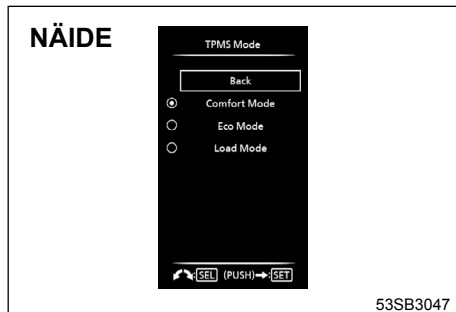 NÄIDE
TPMS Mode
Back
Comfort Mode
Eco Mode
Load Mode
:SEL (PUSH)➔:SET
53SB3047